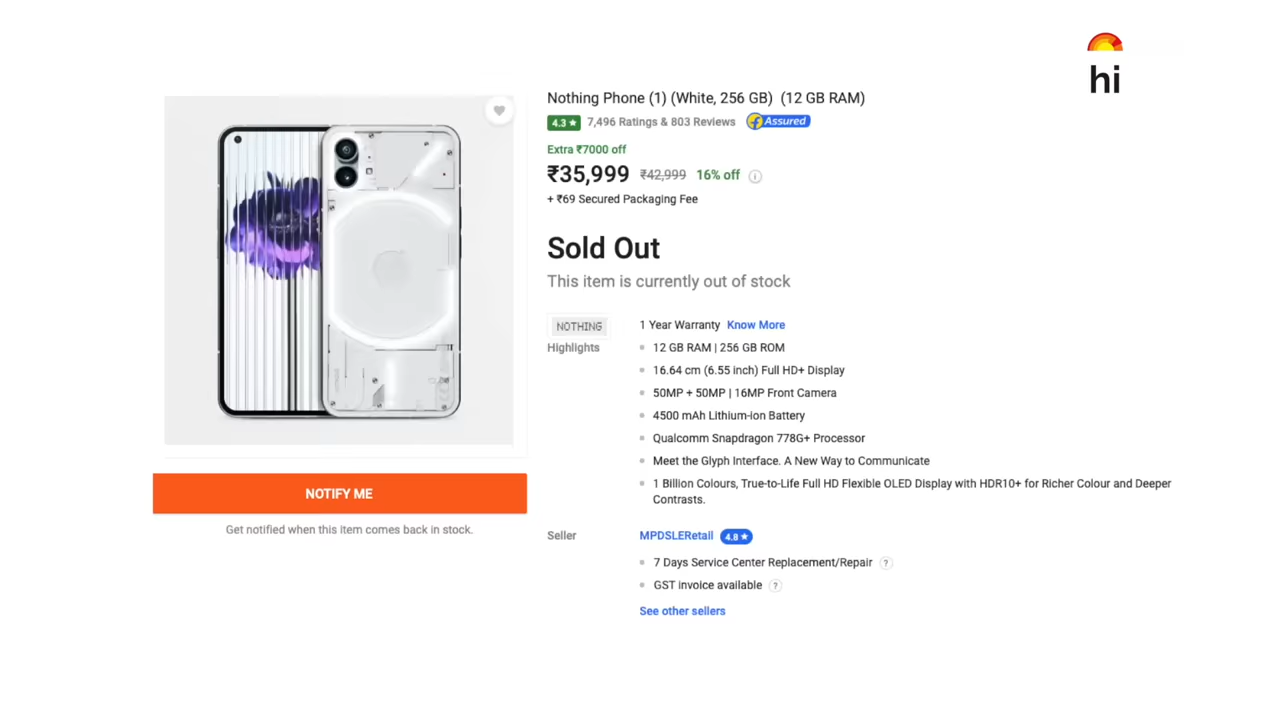 hi
Nothing Phone (1) (White, 256 GB) (12 GB RAM)
4.3★ 7,496 Ratings & 803 Reviews Assured
Extra ₹7000 off
₹35,999 ₹42,999 16% off i
+ ₹69 Secured Packaging Fee
Sold Out
This item is currently out of stock
NOTHING 1 Year Warranty Know More
Highlights
12 GB RAM | 256 GB ROM
16.64 cm (6.55 inch) Full HD+ Display
50MP + 50MP | 16MP Front Camera
4500 mAh Lithium-ion Battery
Qualcomm Snapdragon 778G+ Processor
Meet the Glyph Interface. A New Way to Communicate
1 Billion Colours, True-to-Life Full HD Flexible OLED Display with HDR10+ for Richer Colour and Deeper
Contrasts.
NOTIFY ME
Get notified when this item comes back in stock.
Seller MPDSLERetail 4.8★
7 Days Service Center Replacement/Repair ?
GST invoice available ?
See other sellers